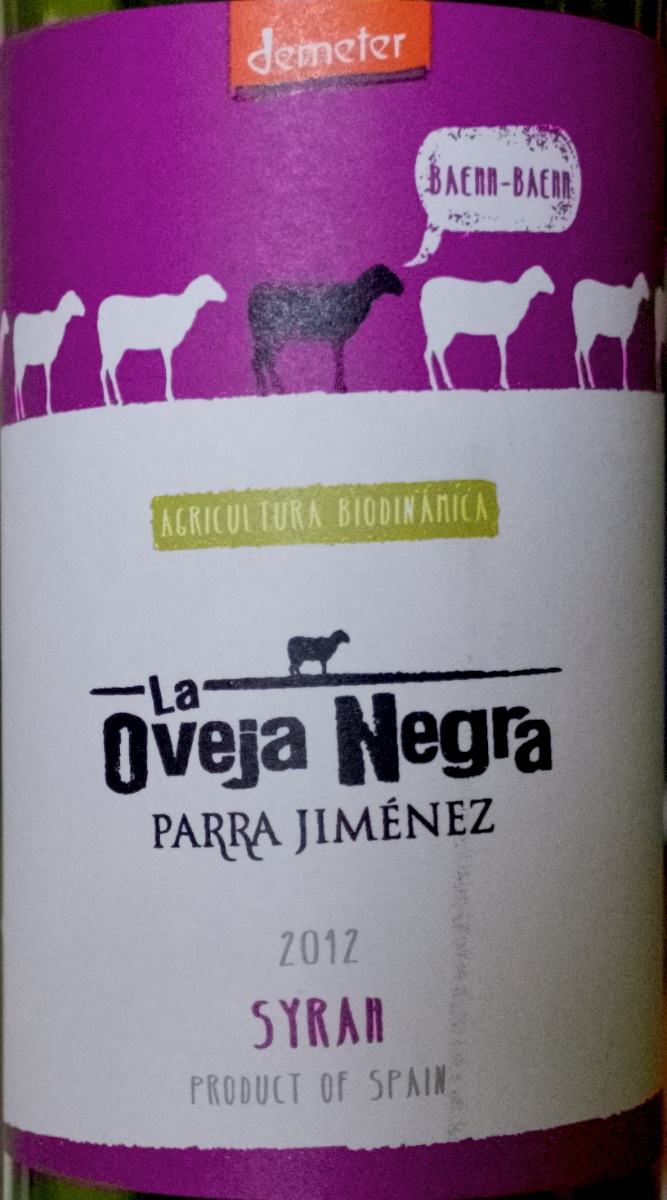 demeter
BAEHH-BAEHH
AGRICULTURA BIODINÁMICA
La
Oveja Negra
PARRA JIMÉNEZ
2012
SYRAH
PRODUCT OF SPAIN